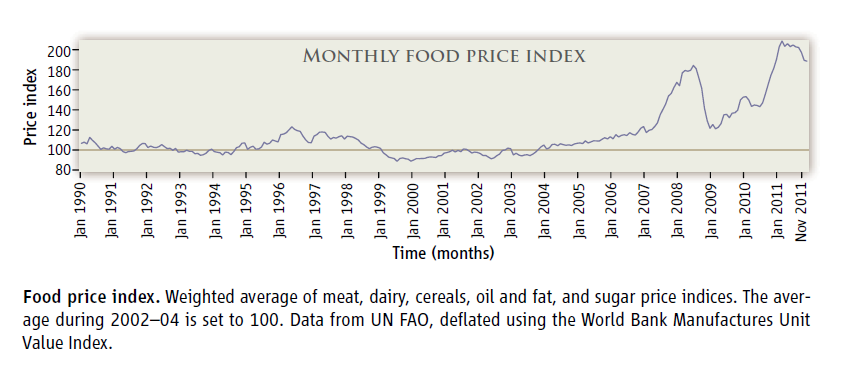 MONTHLY FOOD PRICE INDEX
Price index
200
180
160
140
120
100
80
Jan 1990
Jan 1991
Jan 1992
Jan 1993
Jan 1994
Jan 1995
Jan 1996
Jan 1997
Jan 1998
Jan 1999
Jan 2000
Jan 2001
Jan 2002
Jan 2003
Jan 2004
Jan 2005
Jan 2006
Jan 2007
Jan 2008
Jan 2009
Jan 2010
Jan 2011
Nov 2011
Time (months)
Food price index. Weighted average of meat, dairy, cereals, oil and fat, and sugar price indices. The aver-
age during 2002–04 is set to 100. Data from UN FAO, deflated using the World Bank Manufactures Unit
Value Index.